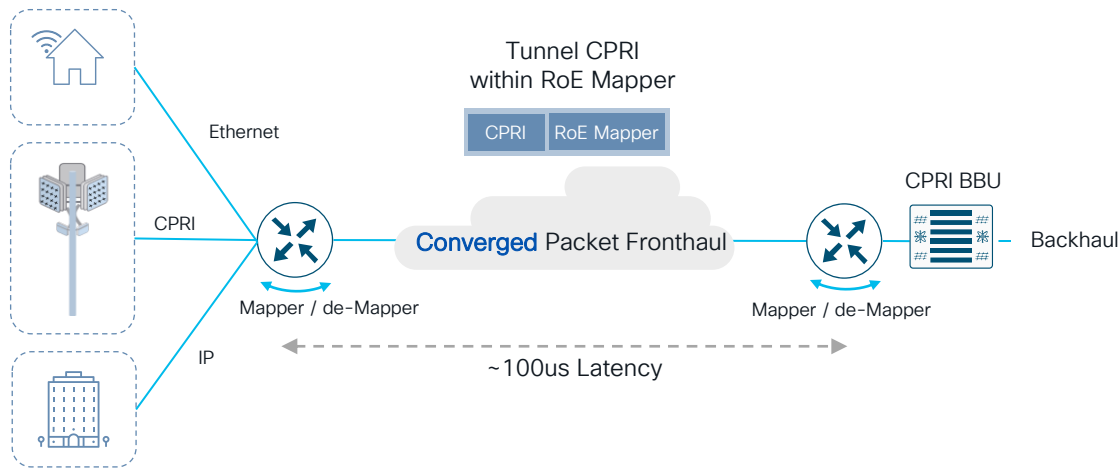 Tunnel CPRI
within RoE Mapper
CPRI
RoE Mapper
Ethernet
CPRI
IP
Converged Packet Fronthaul
CPRI BBU
Backhaul
Mapper / de-Mapper
Mapper / de-Mapper
~100us Latency